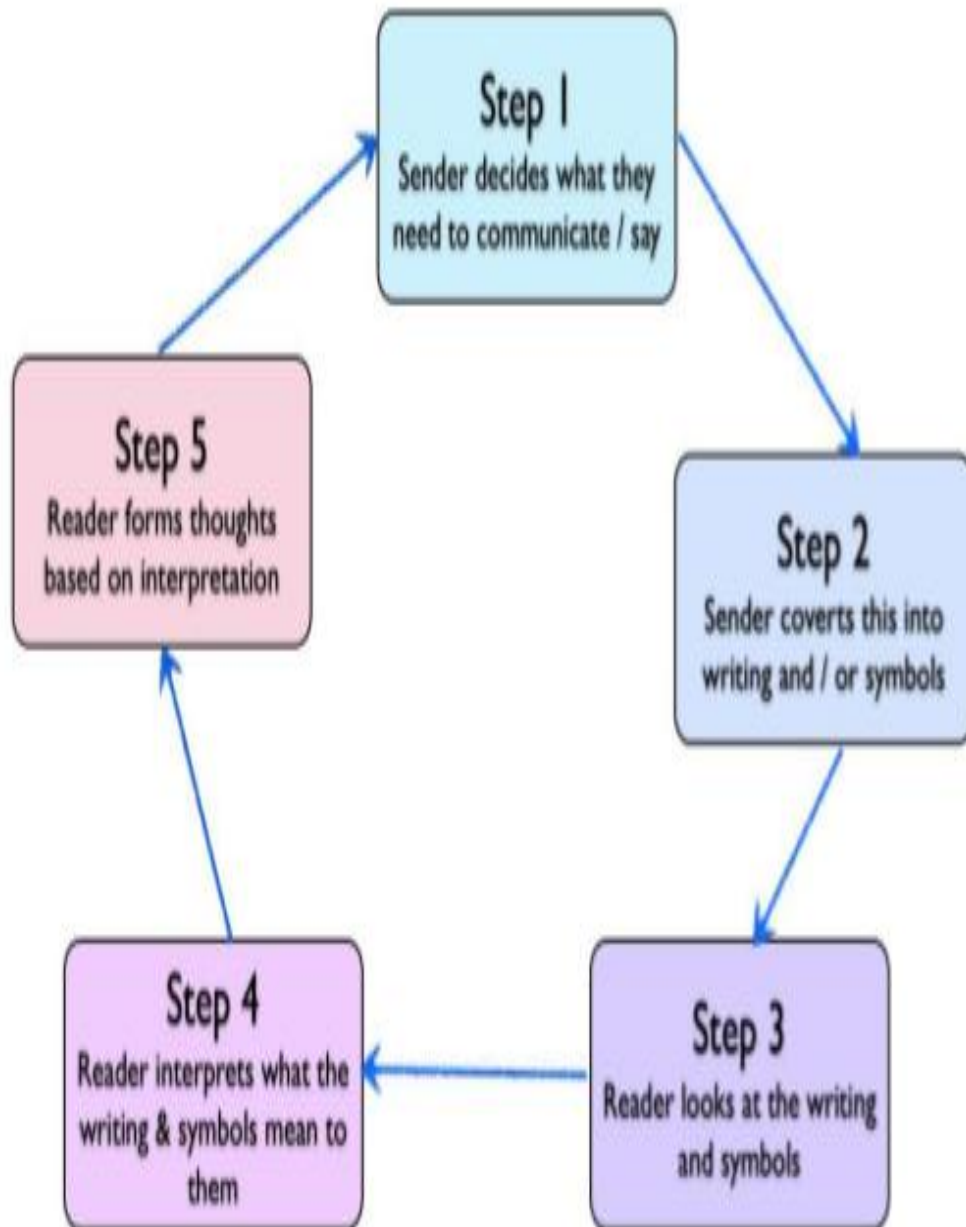 Step 1
Sender decides what they
need to communicate / say
Step 2
Sender coverts this into
writing and / or symbols
Step 3
Reader looks at the writing
and symbols
Step 4
Reader interprets what the
writing & symbols mean to
them
Step 5
Reader forms thoughts
based on interpretation